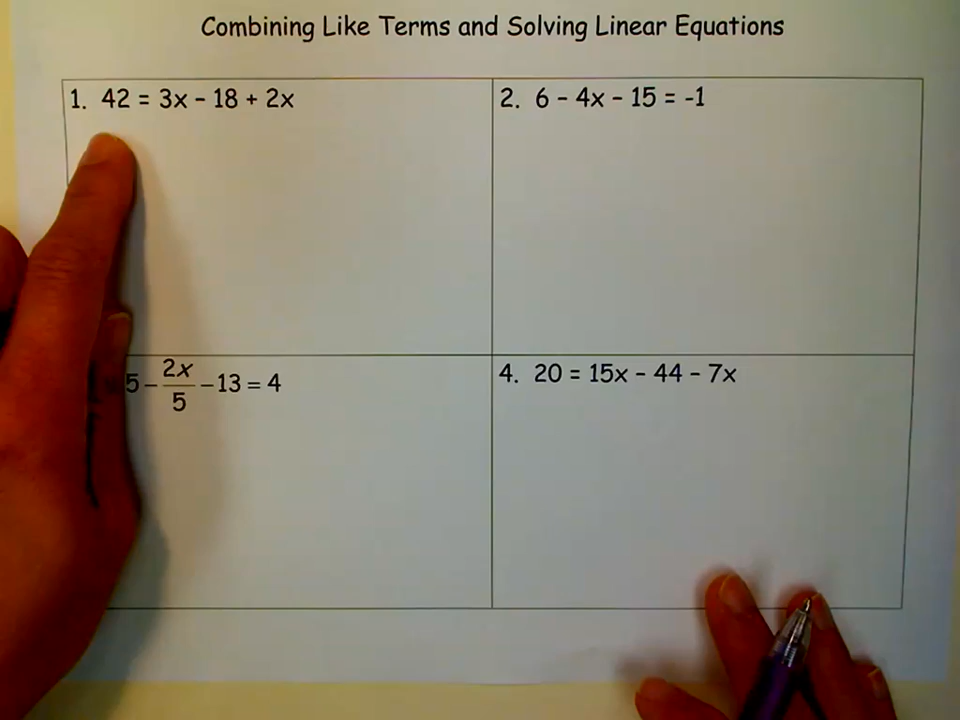 Combining Like Terms and Solving Linear Equations
1. 42 = 3x - 18 + 2x
2. 6 - 4x - 15 = -1
5 - 2x/5 - 13 = 4
4. 20 = 15x - 44 - 7x